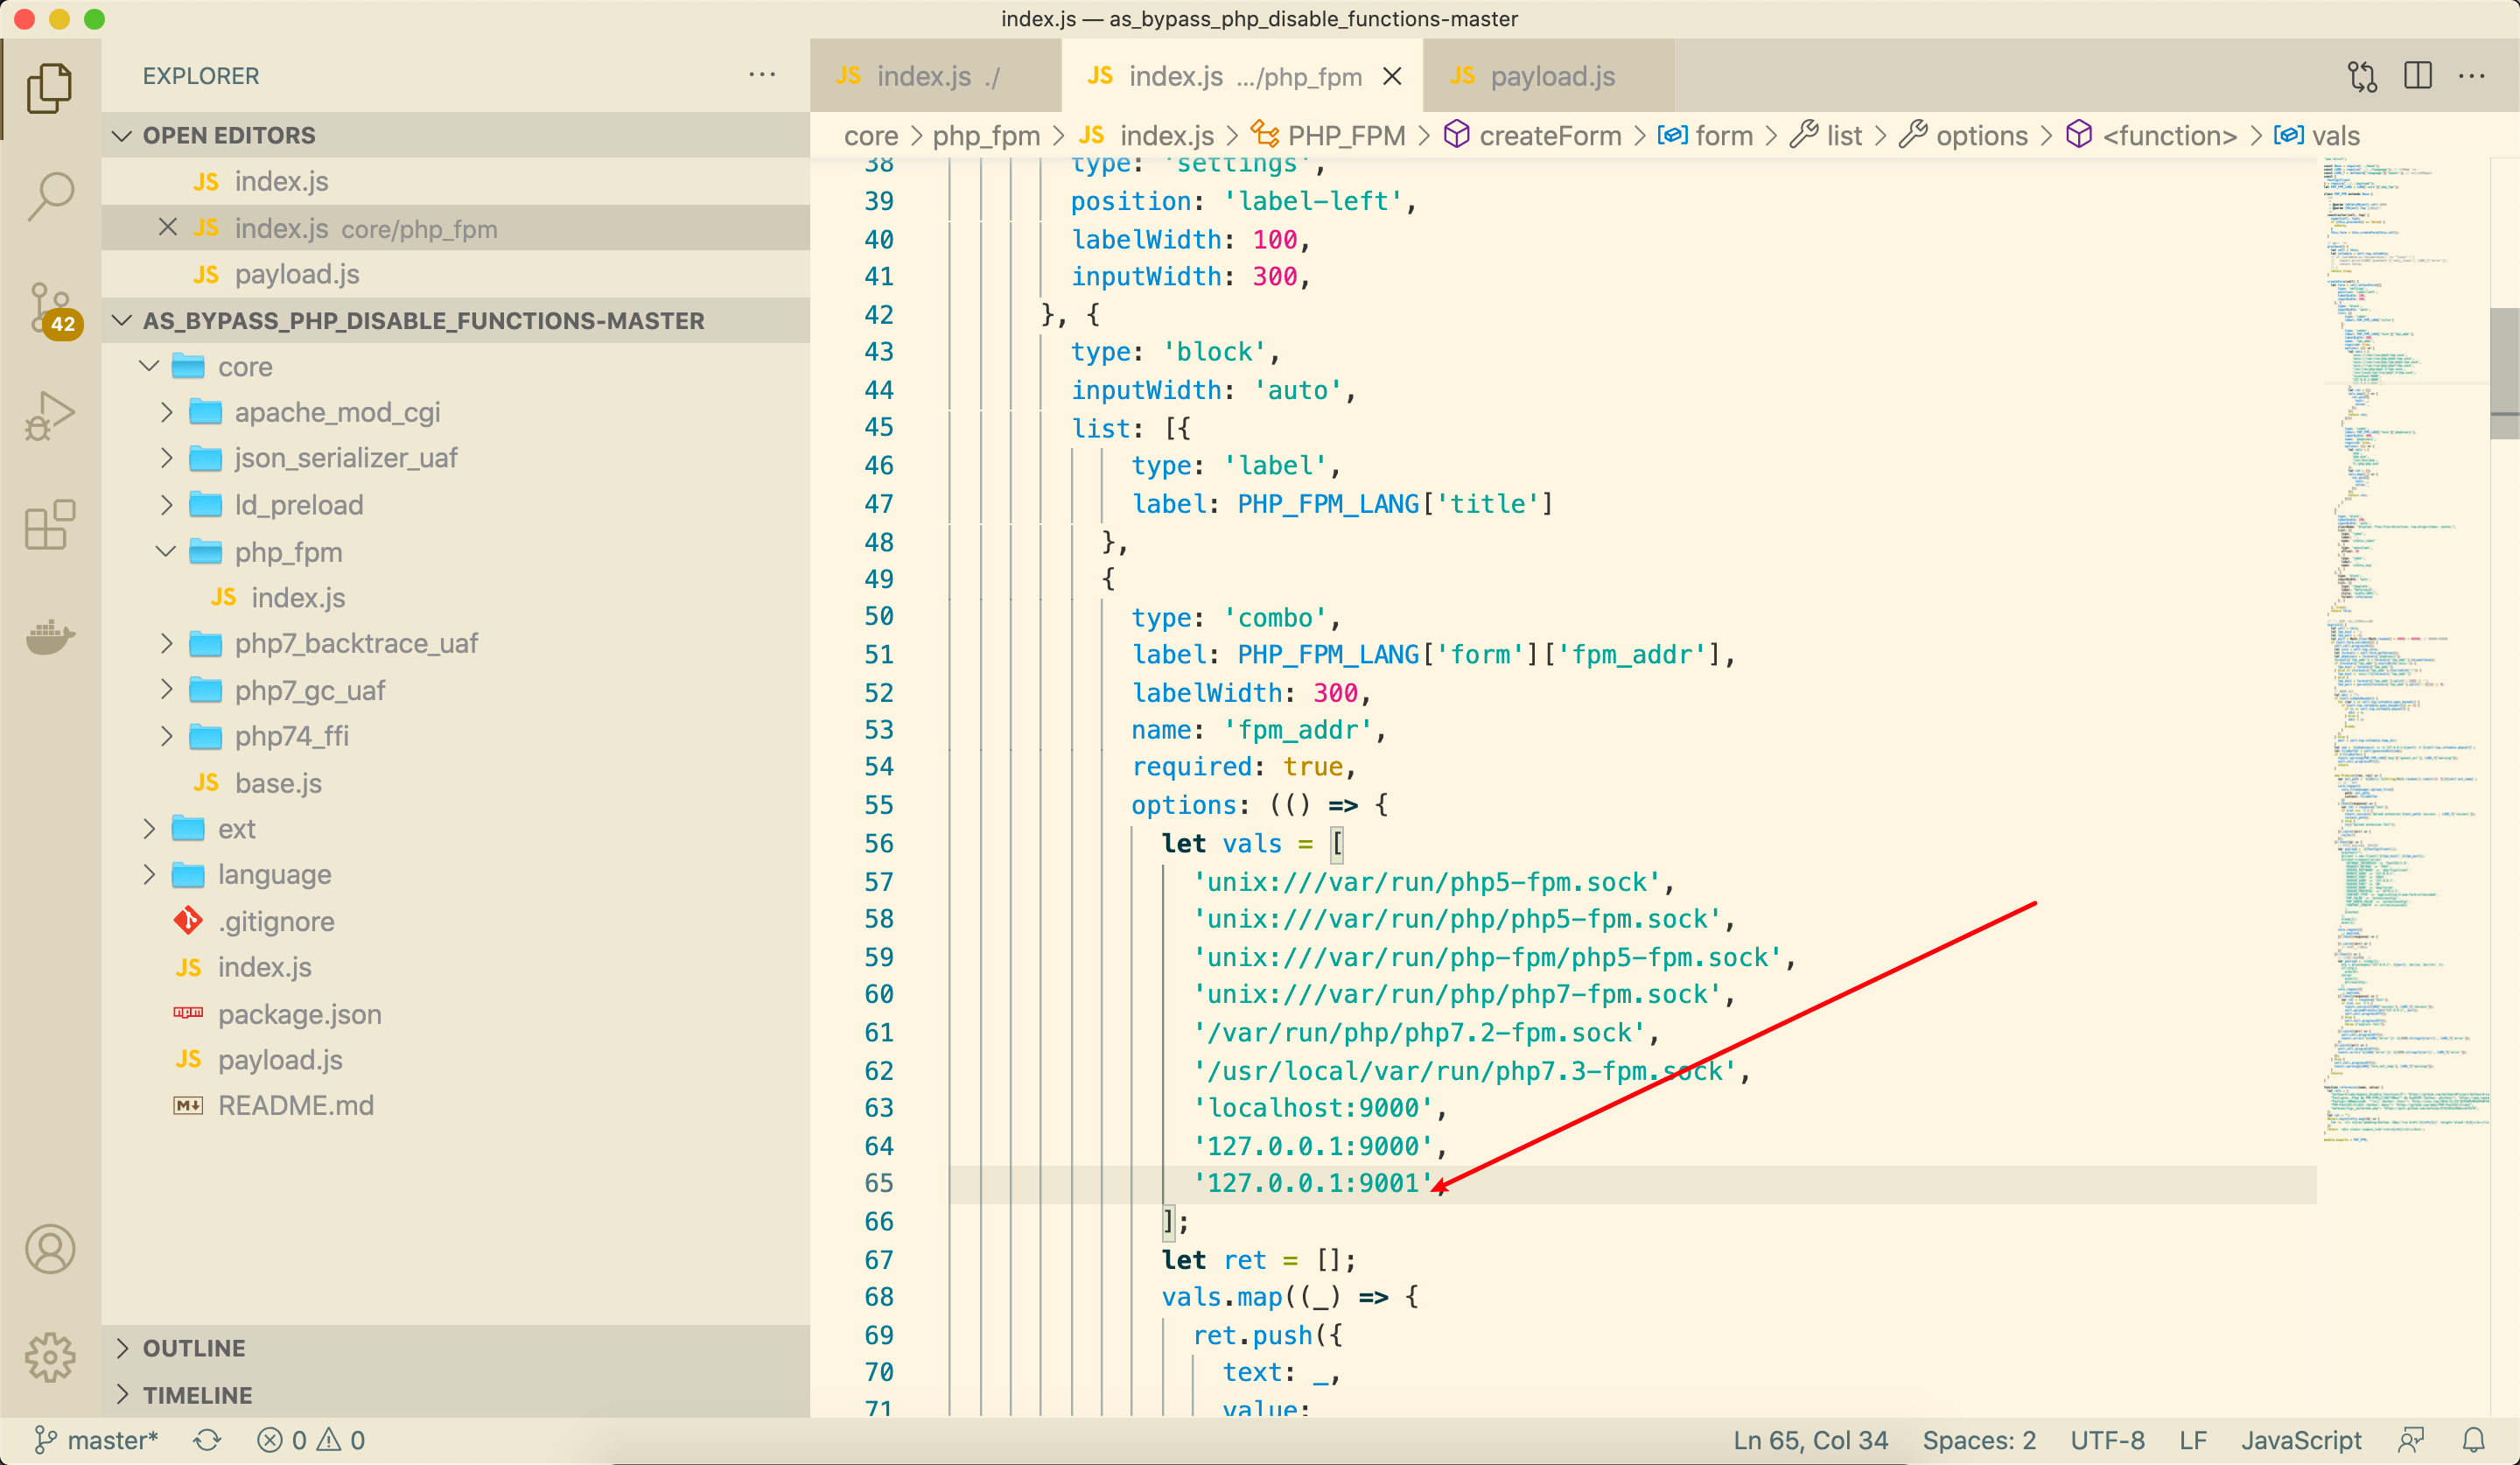 index.js — as_bypass_php_disable_functions-master
EXPLORER
OPEN EDITORS
JS index.js
JS index.js core/php_fpm
JS payload.js
AS_BYPASS_PHP_DISABLE_FUNCTIONS-MASTER
core
apache_mod_cgi
json_serializer_uaf
ld_preload
php_fpm
JS index.js
php7_backtrace_uaf
php7_gc_uaf
php74_ffi
JS base.js
ext
language
.gitignore
JS index.js
npm package.json
JS payload.js
M README.md
OUTLINE
TIMELINE
42
JS index.js ./
JS index.js .../php_fpm
JS payload.js
core > php_fpm > JS index.js > PHP_FPM > createForm > form > list > options > <function> > vals
38 type: 'settings',
39 position: 'label-left',
40 labelWidth: 100,
41 inputWidth: 300,
42 }, {
43 type: 'block',
44 inputWidth: 'auto',
45 list: [{
46 type: 'label',
47 label: PHP_FPM_LANG['title']
48 },
49 {
50 type: 'combo',
51 label: PHP_FPM_LANG['form']['fpm_addr'],
52 labelWidth: 300,
53 name: 'fpm_addr',
54 required: true,
55 options: (() => {
56 let vals = [
57 'unix:///var/run/php5-fpm.sock',
58 'unix:///var/run/php/php5-fpm.sock',
59 'unix:///var/run/php-fpm/php5-fpm.sock',
60 'unix:///var/run/php/php7-fpm.sock',
61 '/var/run/php/php7.2-fpm.sock',
62 '/usr/local/var/run/php7.3-fpm.sock',
63 'localhost:9000',
64 '127.0.0.1:9000',
65 '127.0.0.1:9001',
66 ];
67 let ret = [];
68 vals.map((_) => {
69 ret.push({
70 text: _,
71 value:
master* 0 0
Ln 65, Col 34 Spaces: 2 UTF-8 LF JavaScript